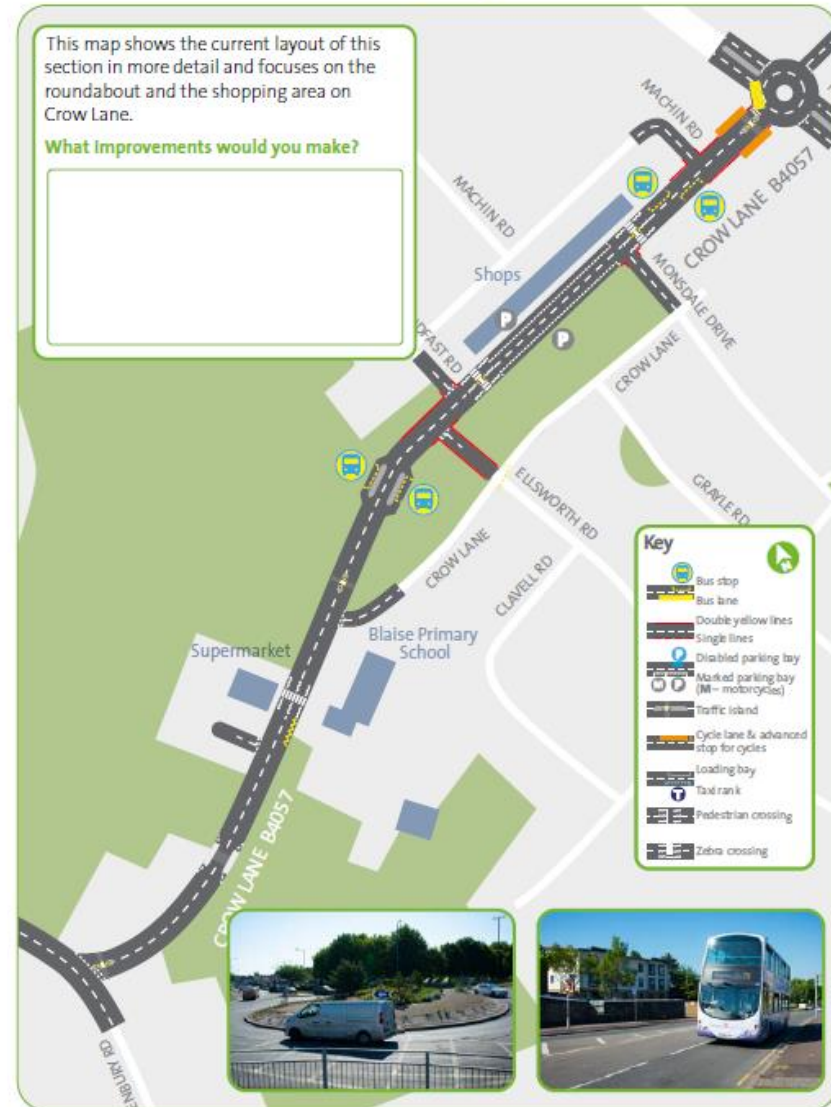 This map shows the current layout of this
section in more detail and focuses on the
roundabout and the shopping area on
Crow Lane.
What improvements would you make?
MACHIN RD
MACHIN RD
CROW LANE B4057
Shops
P
P
DFAST RD
MONSDALE DRIVE
CROW LANE
GRAYLE RD
ELLSWORTH RD
CROW LANE
CLAVELL RD
Supermarket
Blaise Primary
School
CROW LANE B4057
ENBURY RD
Key
Bus stop
Bus lane
Double yellow lines
Single lines
P
Disabled parking bay
M P
Marked parking bay
(M – motorcycles)
Traffic island
Cycle lane & advanced
stop for cycles
Loading bay
T
Taxi rank
Pedestrian crossing
Zebra crossing